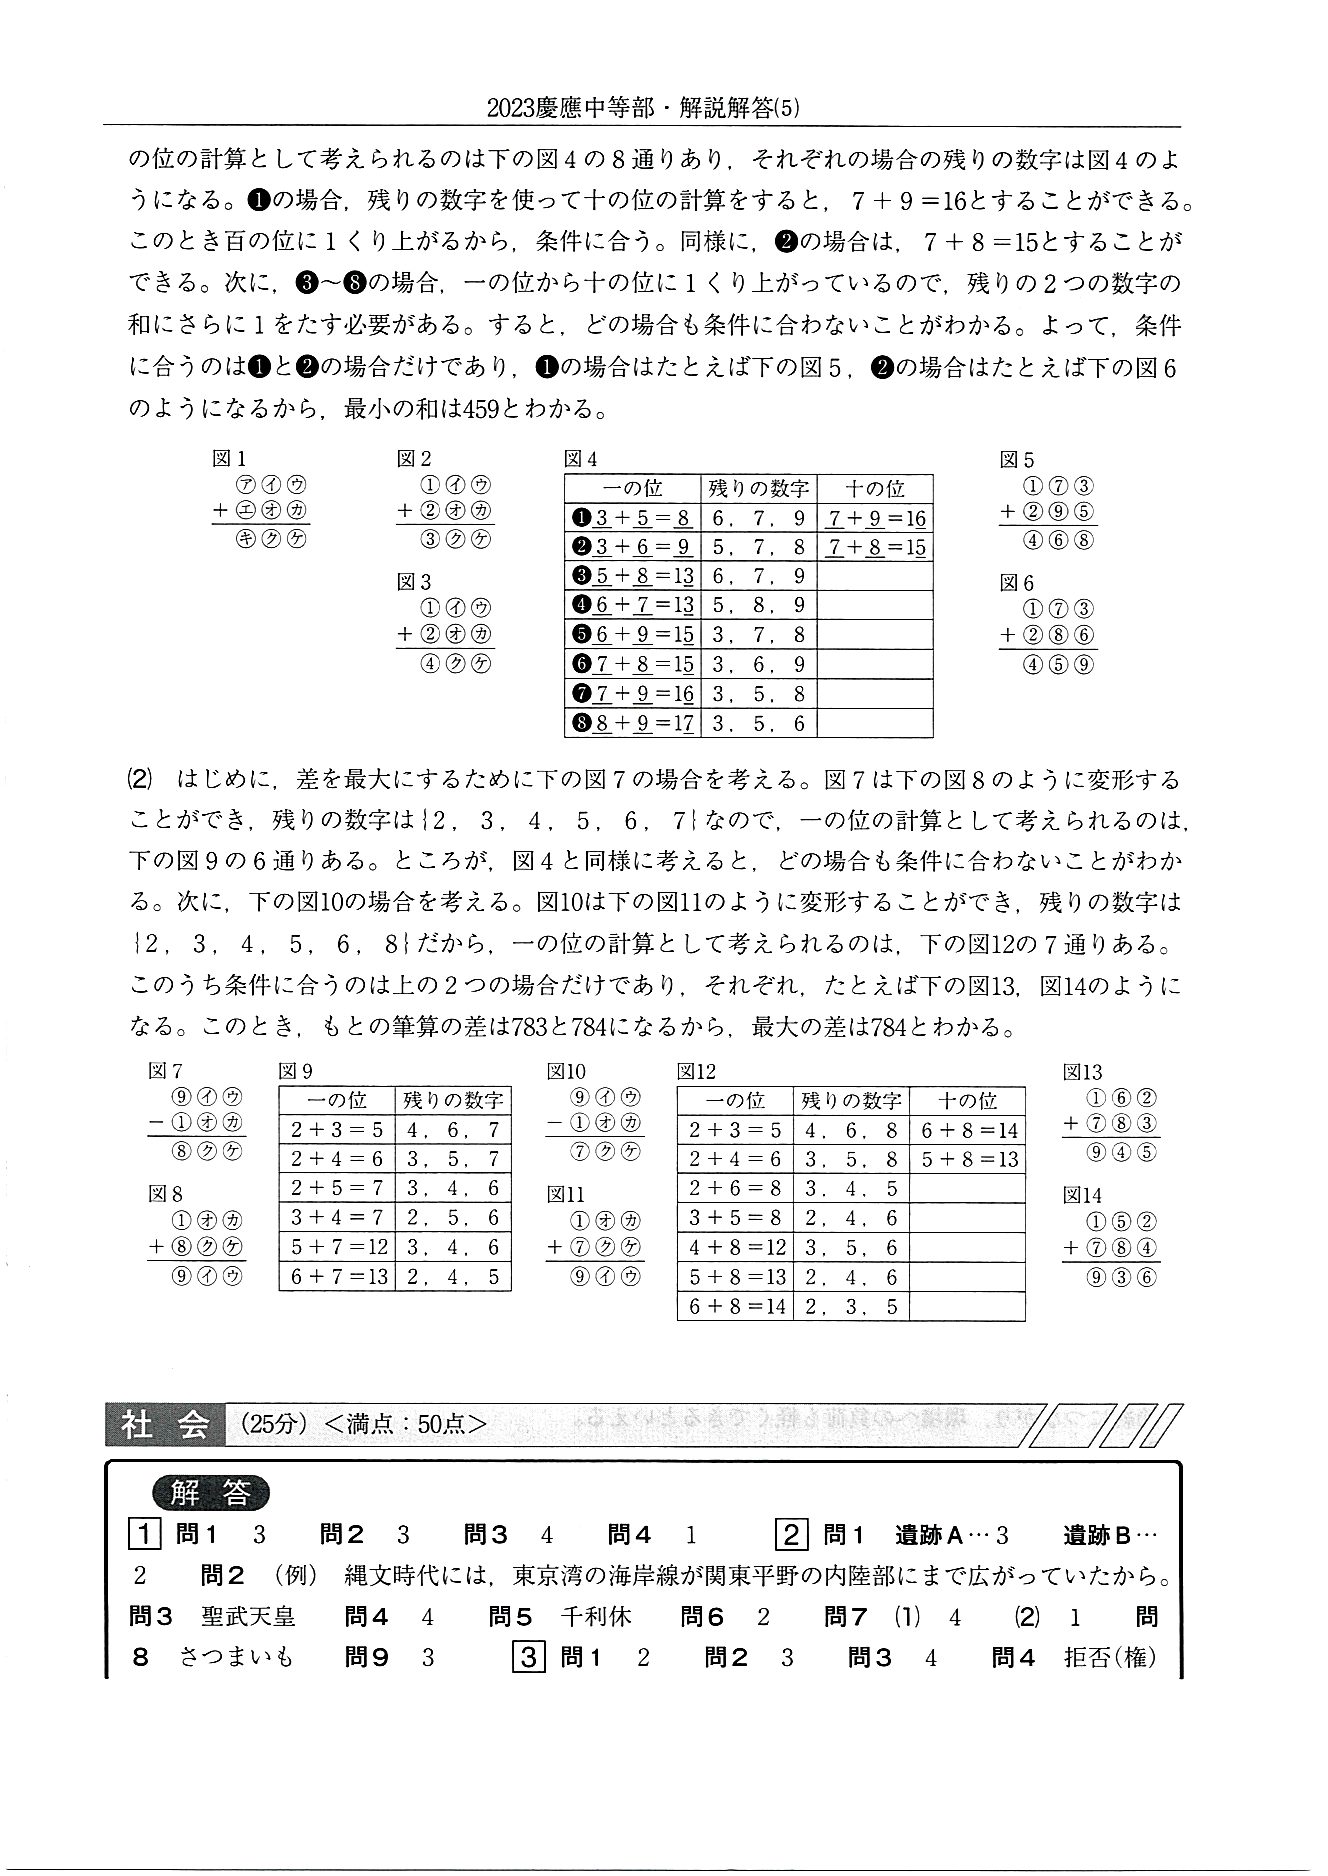 2023慶應中等部・解説解答(5)
の位の計算として考えられるのは下の図4の8通りあり，それぞれの場合の残りの数字は図4のよ
うになる。❶の場合，残りの数字を使って十の位の計算をすると，7＋9＝16とすることができる。
このとき百の位に1くり上がるから，条件に合う。同様に，❷の場合は，7＋8＝15とすることが
できる。次に，❸～❽の場合，一の位から十の位に1くり上がっているので，残りの2つの数字の
和にさらに1をたす必要がある。すると，どの場合も条件に合わないことがわかる。よって，条件
に合うのは❶と❷の場合だけであり，❶の場合はたとえば下の図5，❷の場合はたとえば下の図6
のようになるから，最小の和は459とわかる。
図1
㋐㋑㋒
＋㋓㋔㋕
㋖㋗㋘
図2
①㋑㋒
＋②㋔㋕
③㋗㋘
図3
①㋑㋒
＋②㋔㋕
④㋗㋘
図4
一の位 残りの数字 十の位
❶3＋5＝8 6，7，9 7＋9＝16
❷3＋6＝9 5，7，8 7＋8＝15
❸5＋8＝13 6，7，9
❹6＋7＝13 5，8，9
❺6＋9＝15 3，7，8
❻7＋8＝15 3，6，9
❼7＋9＝16 3，5，8
❽8＋9＝17 3，5，6
図5
①⑦③
＋②⑨⑤
④⑥⑧
図6
①⑦③
＋②⑧⑥
④⑤⑨
(2) はじめに，差を最大にするために下の図7の場合を考える。図7は下の図8のように変形する
ことができ，残りの数字は{2，3，4，5，6，7}なので，一の位の計算として考えられるのは，
下の図9の6通りある。ところが，図4と同様に考えると，どの場合も条件に合わないことがわか
る。次に，下の図10の場合を考える。図10は下の図11のように変形することができ，残りの数字は
{2，3，4，5，6，8}だから，一の位の計算として考えられるのは，下の図12の7通りある。
このうち条件に合うのは上の2つの場合だけであり，それぞれ，たとえば下の図13，図14のように
なる。このとき，もとの筆算の差は783と784になるから，最大の差は784とわかる。
図7
⑨㋑㋒
－①㋔㋕
⑧㋗㋘
図8
①㋔㋕
＋⑧㋗㋘
⑨㋑㋒
図9
一の位 残りの数字
2＋3＝5 4，6，7
2＋4＝6 3，5，7
2＋5＝7 3，4，6
3＋4＝7 2，5，6
5＋7＝12 3，4，6
6＋7＝13 2，4，5
図10
⑨㋑㋒
－①㋔㋕
⑦㋗㋘
図11
①㋔㋕
＋⑦㋗㋘
⑨㋑㋒
図12
一の位 残りの数字 十の位
2＋3＝5 4，6，8 6＋8＝14
2＋4＝6 3，5，8 5＋8＝13
2＋6＝8 3．4，5
3＋5＝8 2，4，6
4＋8＝12 3，5，6
5＋8＝13 2，4，6
6＋8＝14 2，3，5
図13
①⑥②
＋⑦⑧③
⑨④⑤
図14
①⑤②
＋⑦⑧④
⑨③⑥
社 会 （25分）＜満点：50点＞
解 答
1 問1 3 問2 3 問3 4 問4 1 2 問1 遺跡A…3 遺跡B…
2 問2 （例） 縄文時代には，東京湾の海岸線が関東平野の内陸部にまで広がっていたから。
問3 聖武天皇 問4 4 問5 千利休 問6 2 問7 (1) 4 (2) 1 問
8 さつまいも 問9 3 3 問1 2 問2 3 問3 4 問4 拒否（権）